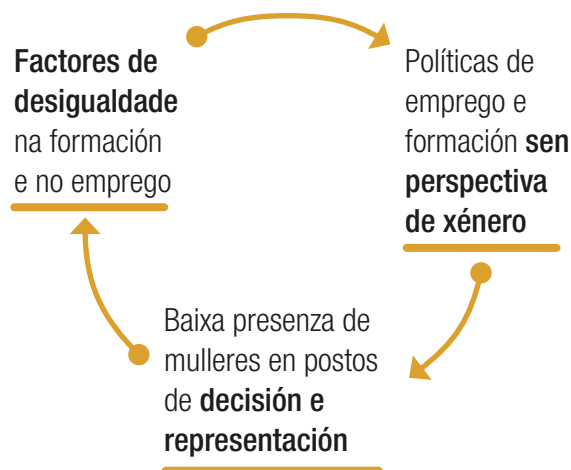 Factores de
desigualdade
na formación
e no emprego
Políticas de
emprego e
formación sen
perspectiva
de xénero
Baixa presenza de
mulleres en postos
de decisión e
representación